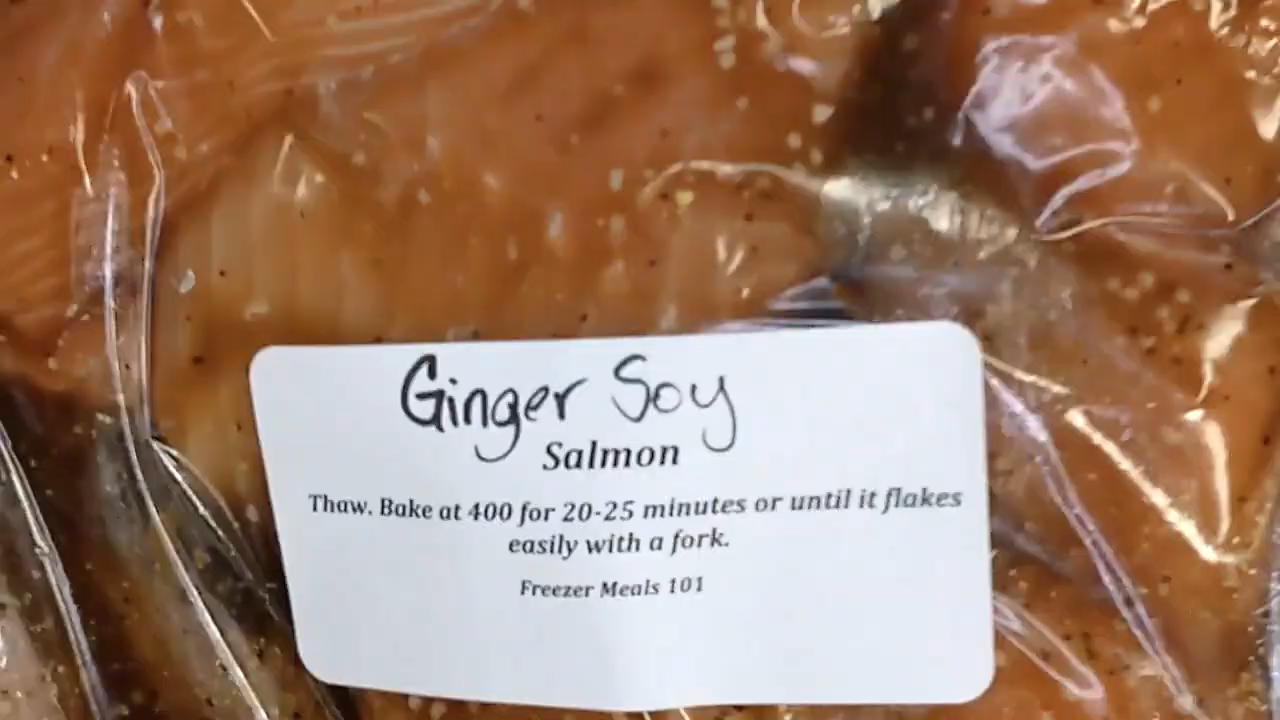 Ginger Soy
Salmon
Thaw. Bake at 400 for 20-25 minutes or until it flakes
easily with a fork.
Freezer Meals 101